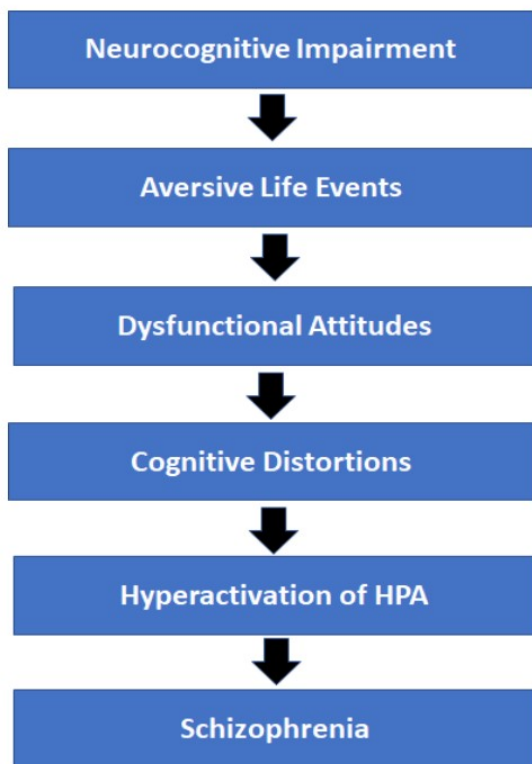 Neurocognitive Impairment
Aversive Life Events
Dysfunctional Attitudes
Cognitive Distortions
Hyperactivation of HPA
Schizophrenia